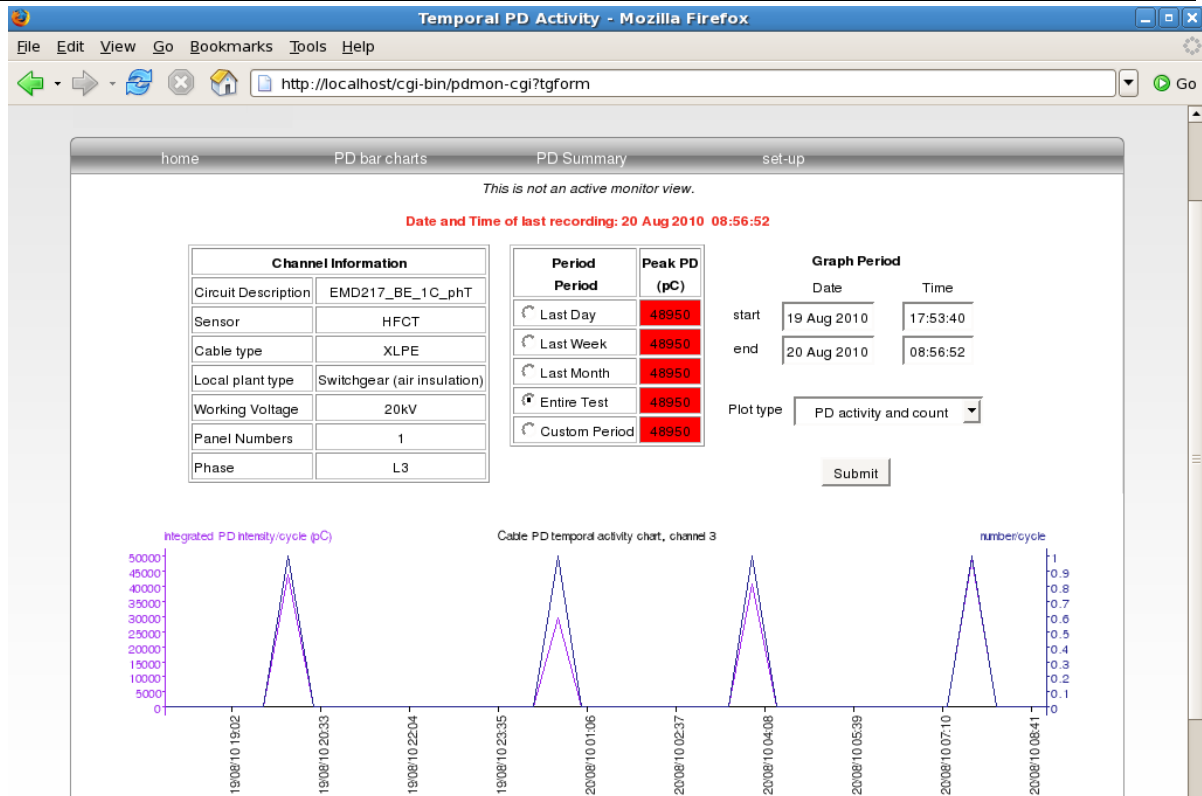 Temporal PD Activity - Mozilla Firefox
File Edit View Go Bookmarks Tools Help
http://localhost/cgi-bin/pdmon-cgi?tgform
Go
home PD bar charts PD Summary set-up
This is not an active monitor view.
Date and Time of last recording: 20 Aug 2010 08:56:52
Channel Information
Circuit Description EMD217_BE_1C_phT
Sensor HFCT
Cable type XLPE
Local plant type Switchgear (air insulation)
Working Voltage 20kV
Panel Numbers 1
Phase L3
Period Peak PD
Period (pC)
Last Day 48950
Last Week 48950
Last Month 48950
Entire Test 48950
Custom Period 48950
Graph Period
Date Time
start 19 Aug 2010 17:53:40
end 20 Aug 2010 08:56:52
Plot type PD activity and count
Submit
integrated PD intensity/cycle (pC) Cable PD temporal activity chart, channel 3 number/cycle
50000 1
45000 0.9
40000 0.8
35000 0.7
30000 0.6
25000 0.5
20000 0.4
15000 0.3
10000 0.2
5000 0.1
0 0
19/08/10 19:02
19/08/10 20:33
19/08/10 22:04
19/08/10 23:35
20/08/10 01:06
20/08/10 02:37
20/08/10 04:08
20/08/10 05:39
20/08/10 07:10
20/08/10 08:41